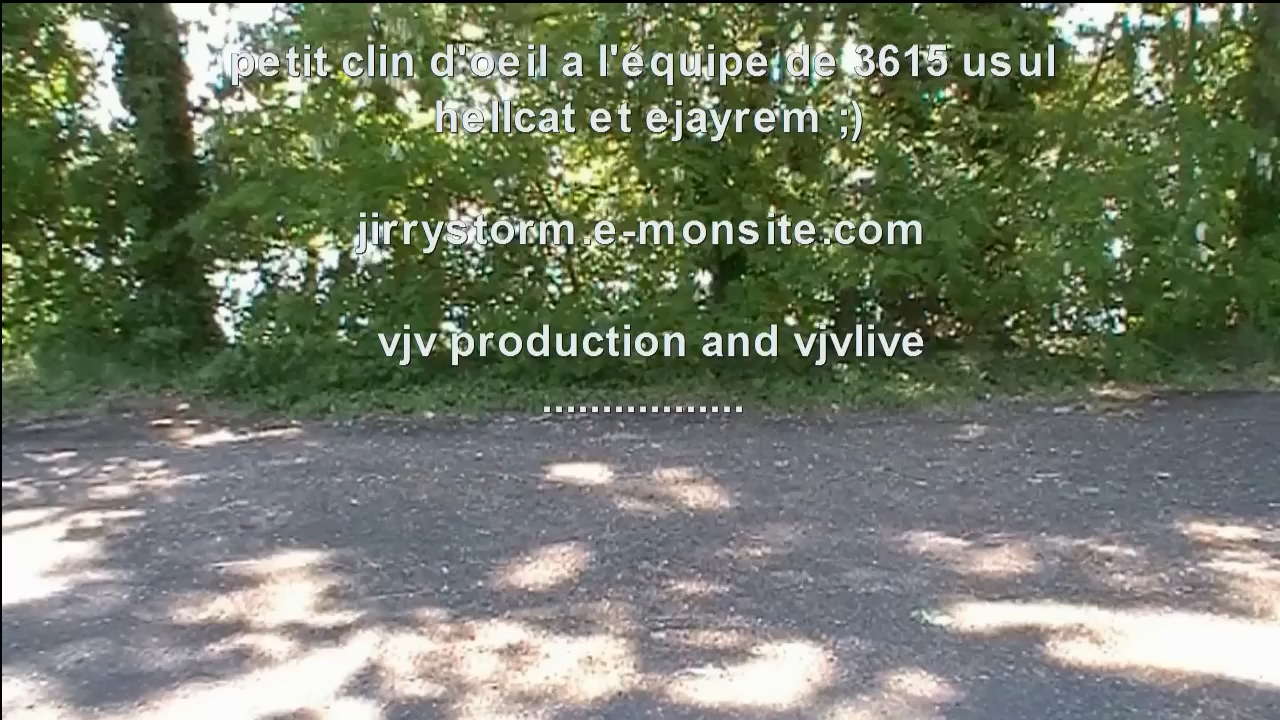 petit clin d'oeil a l'équipe de 3615 usul
hellcat et ejayrem ;)
jirrystorm.e-monsite.com
vjv production and vjvlive
.................